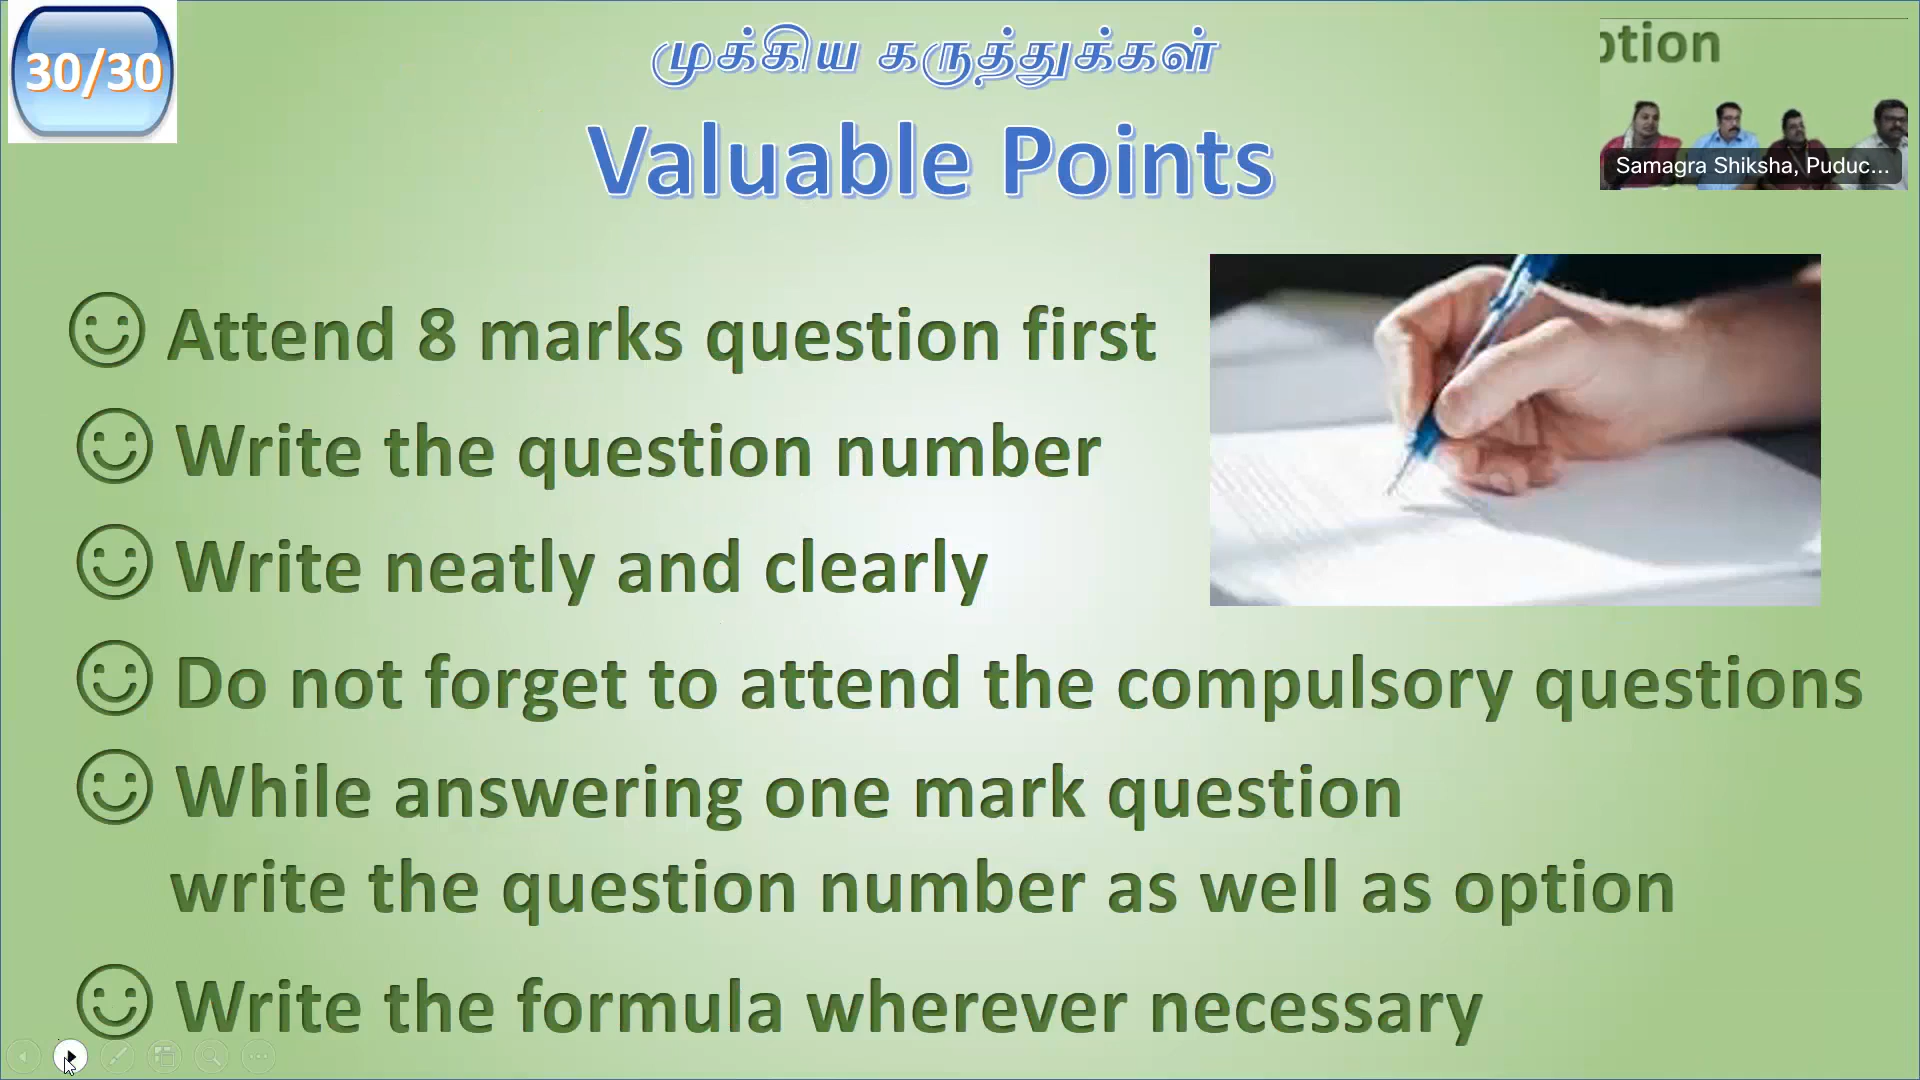 30/30
முக்கிய கருத்துக்கள்
Valuable Points
ption
Samagra Shiksha, Puduc...
Attend 8 marks question first
Write the question number
Write neatly and clearly
Do not forget to attend the compulsory questions
While answering one mark question
write the question number as well as option
Write the formula wherever necessary